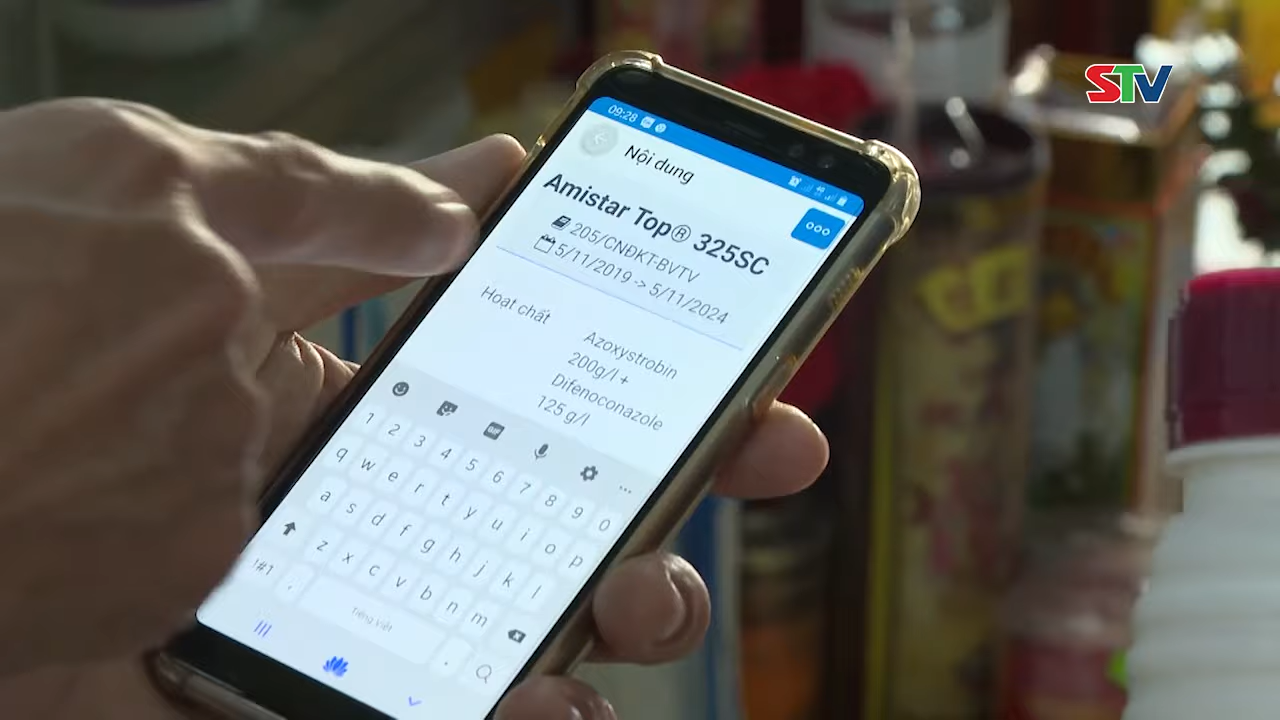 STV
09:28
Nội dung
Amistar Top® 325SC
205/CNĐKT-BVTV
5/11/2019 -> 5/11/2024
Hoạt chất
Azoxystrobin
200g/l +
Difenoconazole
125 g/l
GIF
1 2 3 4 5 6 7 8 9 0
q w e r t y u i o p
a s d f g h j k l
z x c v b n m
!#1 , Tiếng Việt .